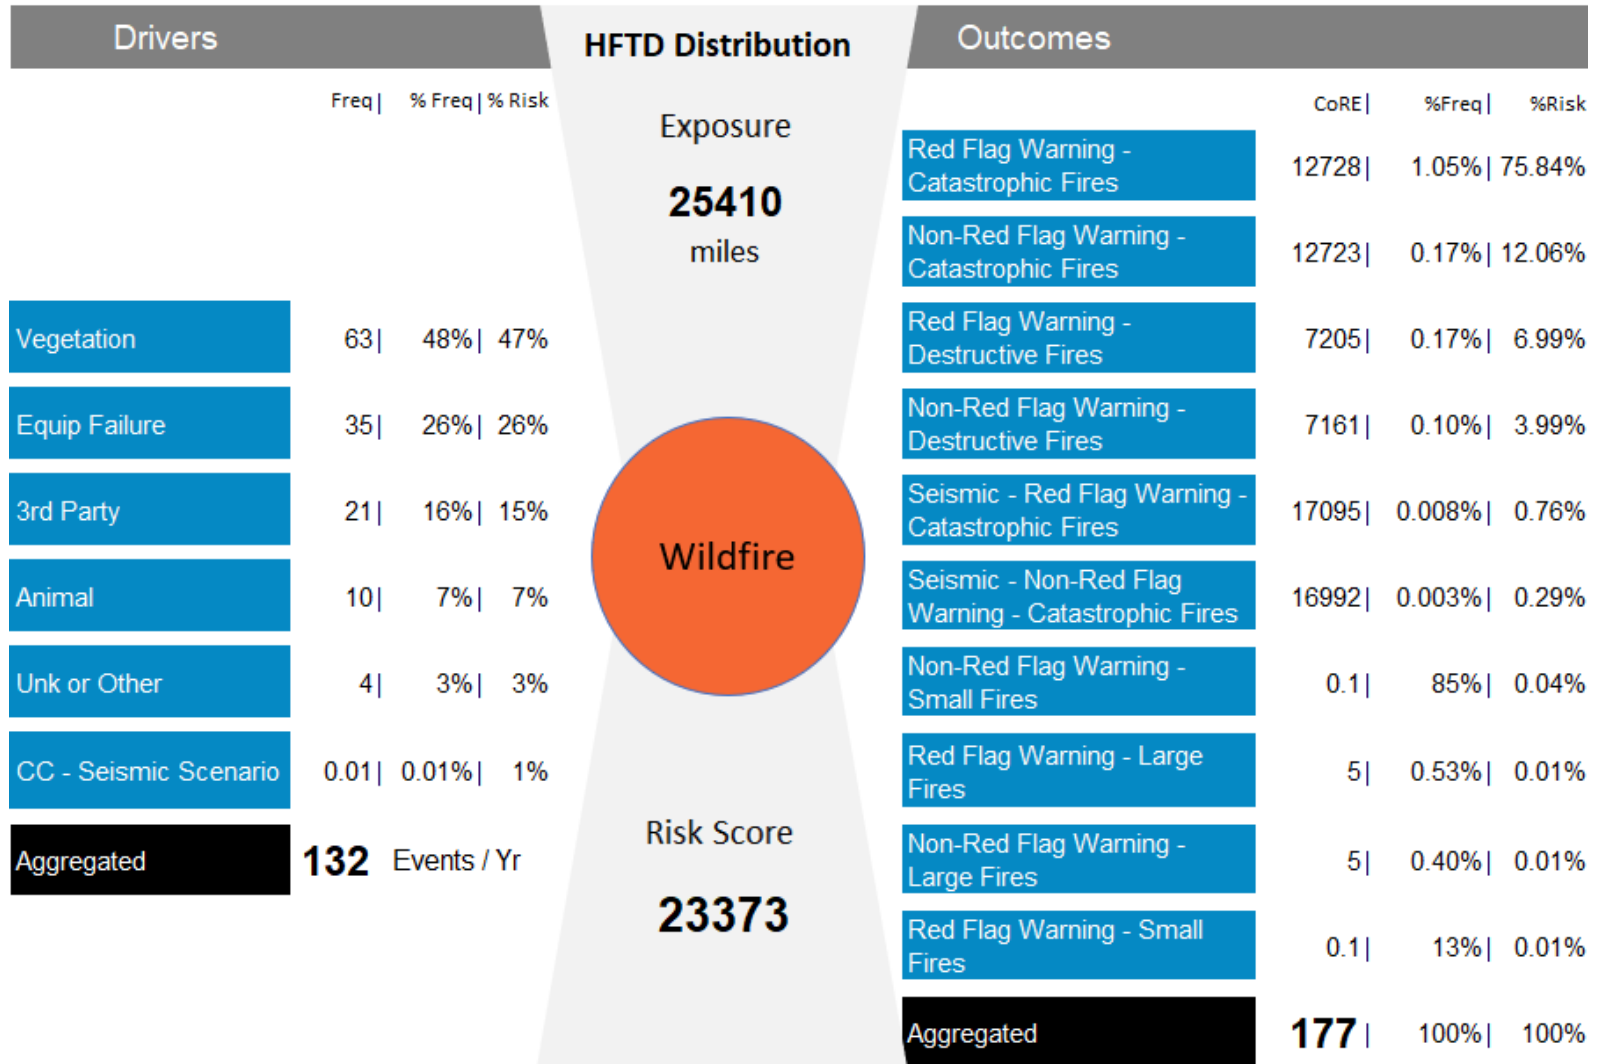 Drivers
Freq| % Freq| % Risk
Vegetation 63| 48%| 47%
Equip Failure 35| 26%| 26%
3rd Party 21| 16%| 15%
Animal 10| 7%| 7%
Unk or Other 4| 3%| 3%
CC - Seismic Scenario 0.01| 0.01%| 1%
Aggregated 132 Events / Yr
HFTD Distribution
Exposure
25410
miles
Wildfire
Risk Score
23373
Outcomes
CoRE| %Freq| %Risk
Red Flag Warning -
Catastrophic Fires 12728| 1.05%| 75.84%
Non-Red Flag Warning -
Catastrophic Fires 12723| 0.17%| 12.06%
Red Flag Warning -
Destructive Fires 7205| 0.17%| 6.99%
Non-Red Flag Warning -
Destructive Fires 7161| 0.10%| 3.99%
Seismic - Red Flag Warning -
Catastrophic Fires 17095| 0.008%| 0.76%
Seismic - Non-Red Flag
Warning - Catastrophic Fires 16992| 0.003%| 0.29%
Non-Red Flag Warning -
Small Fires 0.1| 85%| 0.04%
Red Flag Warning - Large
Fires 5| 0.53%| 0.01%
Non-Red Flag Warning -
Large Fires 5| 0.40%| 0.01%
Red Flag Warning - Small
Fires 0.1| 13%| 0.01%
Aggregated 177| 100%| 100%